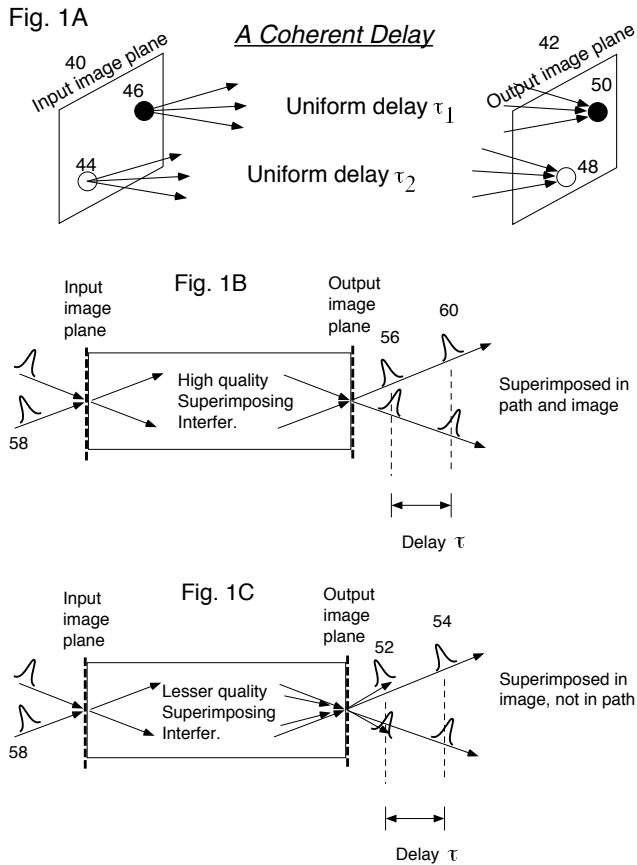 Fig. 1A
A Coherent Delay
40
Input image plane
46
44
Uniform delay τ1
Uniform delay τ2
42
Output image plane
50
48
Fig. 1B
Input
image
plane
Output
image
plane
56
60
58
High quality
Superimposing
Interfer.
Superimposed in
path and image
Delay τ
Fig. 1C
Input
image
plane
Output
image
plane
52
54
58
Lesser quality
Superimposing
Interfer.
Superimposed in
image, not in path
Delay τ